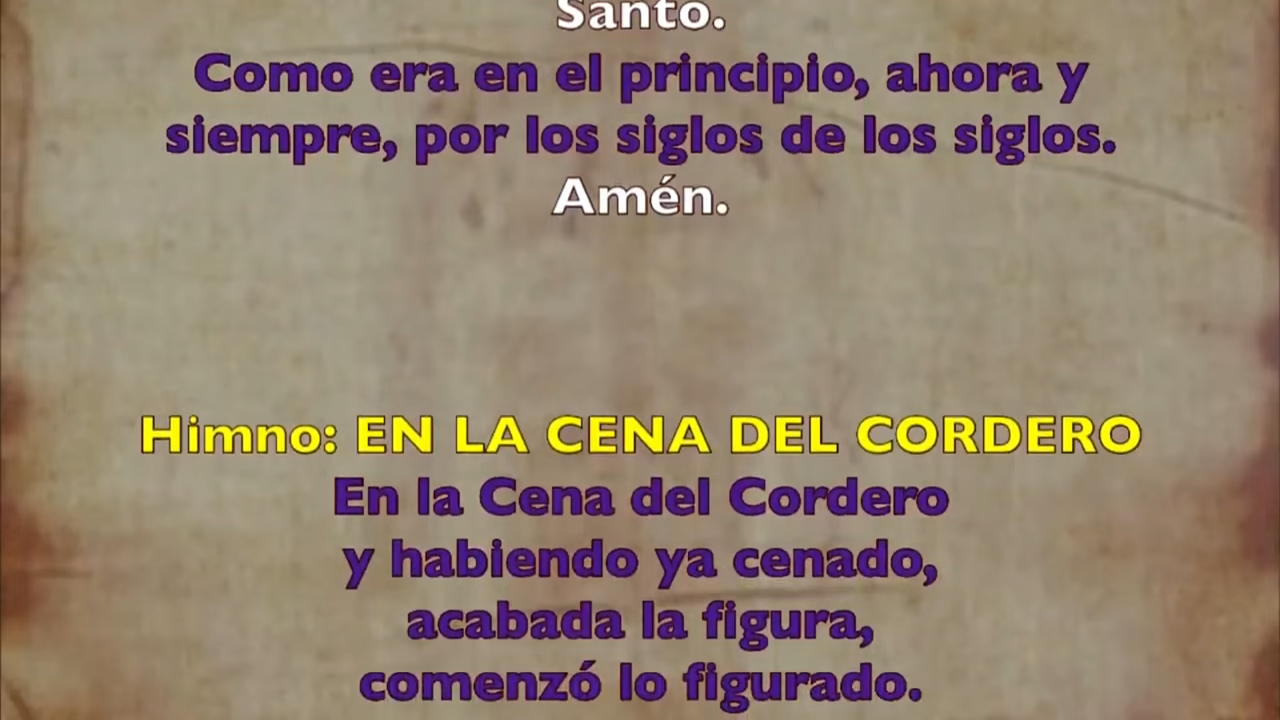 Santo.
Como era en el principio, ahora y
siempre, por los siglos de los siglos.
Amén.
Himno: EN LA CENA DEL CORDERO
En la Cena del Cordero
y habiendo ya cenado,
acabada la figura,
comenzó lo figurado.